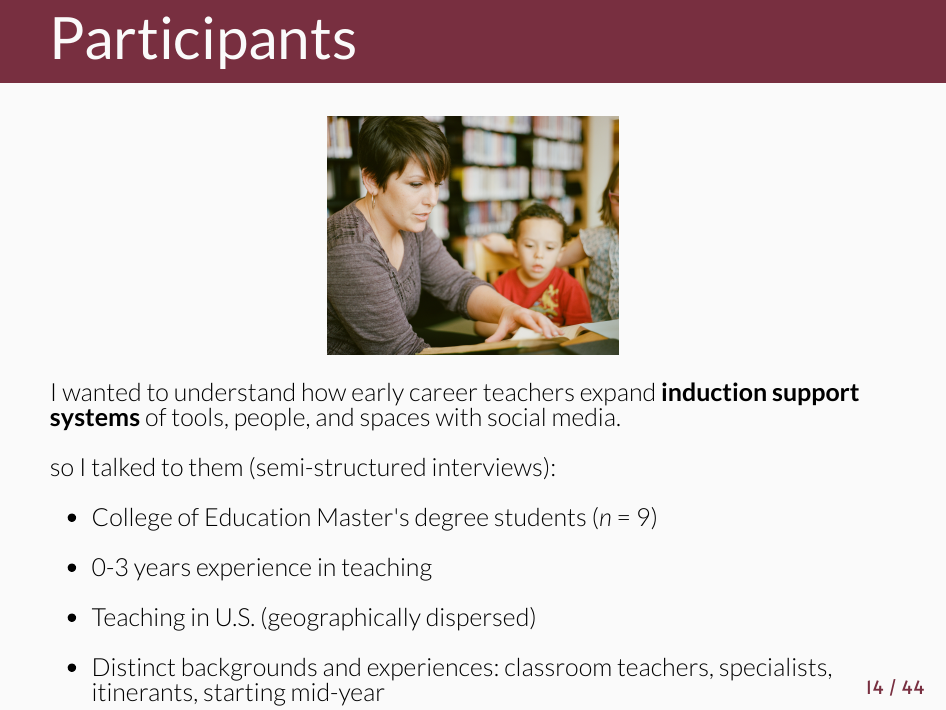 Participants
I wanted to understand how early career teachers expand induction support
systems of tools, people, and spaces with social media.
so I talked to them (semi-structured interviews):
• College of Education Master's degree students (n = 9)
• 0-3 years experience in teaching
• Teaching in U.S. (geographically dispersed)
• Distinct backgrounds and experiences: classroom teachers, specialists,
itinerants, starting mid-year
14 / 44